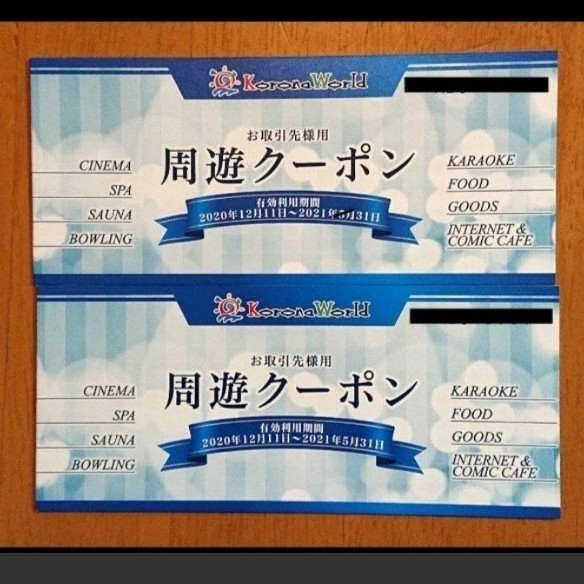 KoronaWorld
お取引先様用
周遊クーポン
有効利用期間
2020年12月11日～2021年5月31日
CINEMA
SPA
SAUNA
BOWLING
KARAOKE
FOOD
GOODS
INTERNET &
COMIC CAFE
KoronaWorld
お取引先様用
周遊クーポン
有効利用期間
2020年12月11日～2021年5月31日
CINEMA
SPA
SAUNA
BOWLING
KARAOKE
FOOD
GOODS
INTERNET &
COMIC CAFE